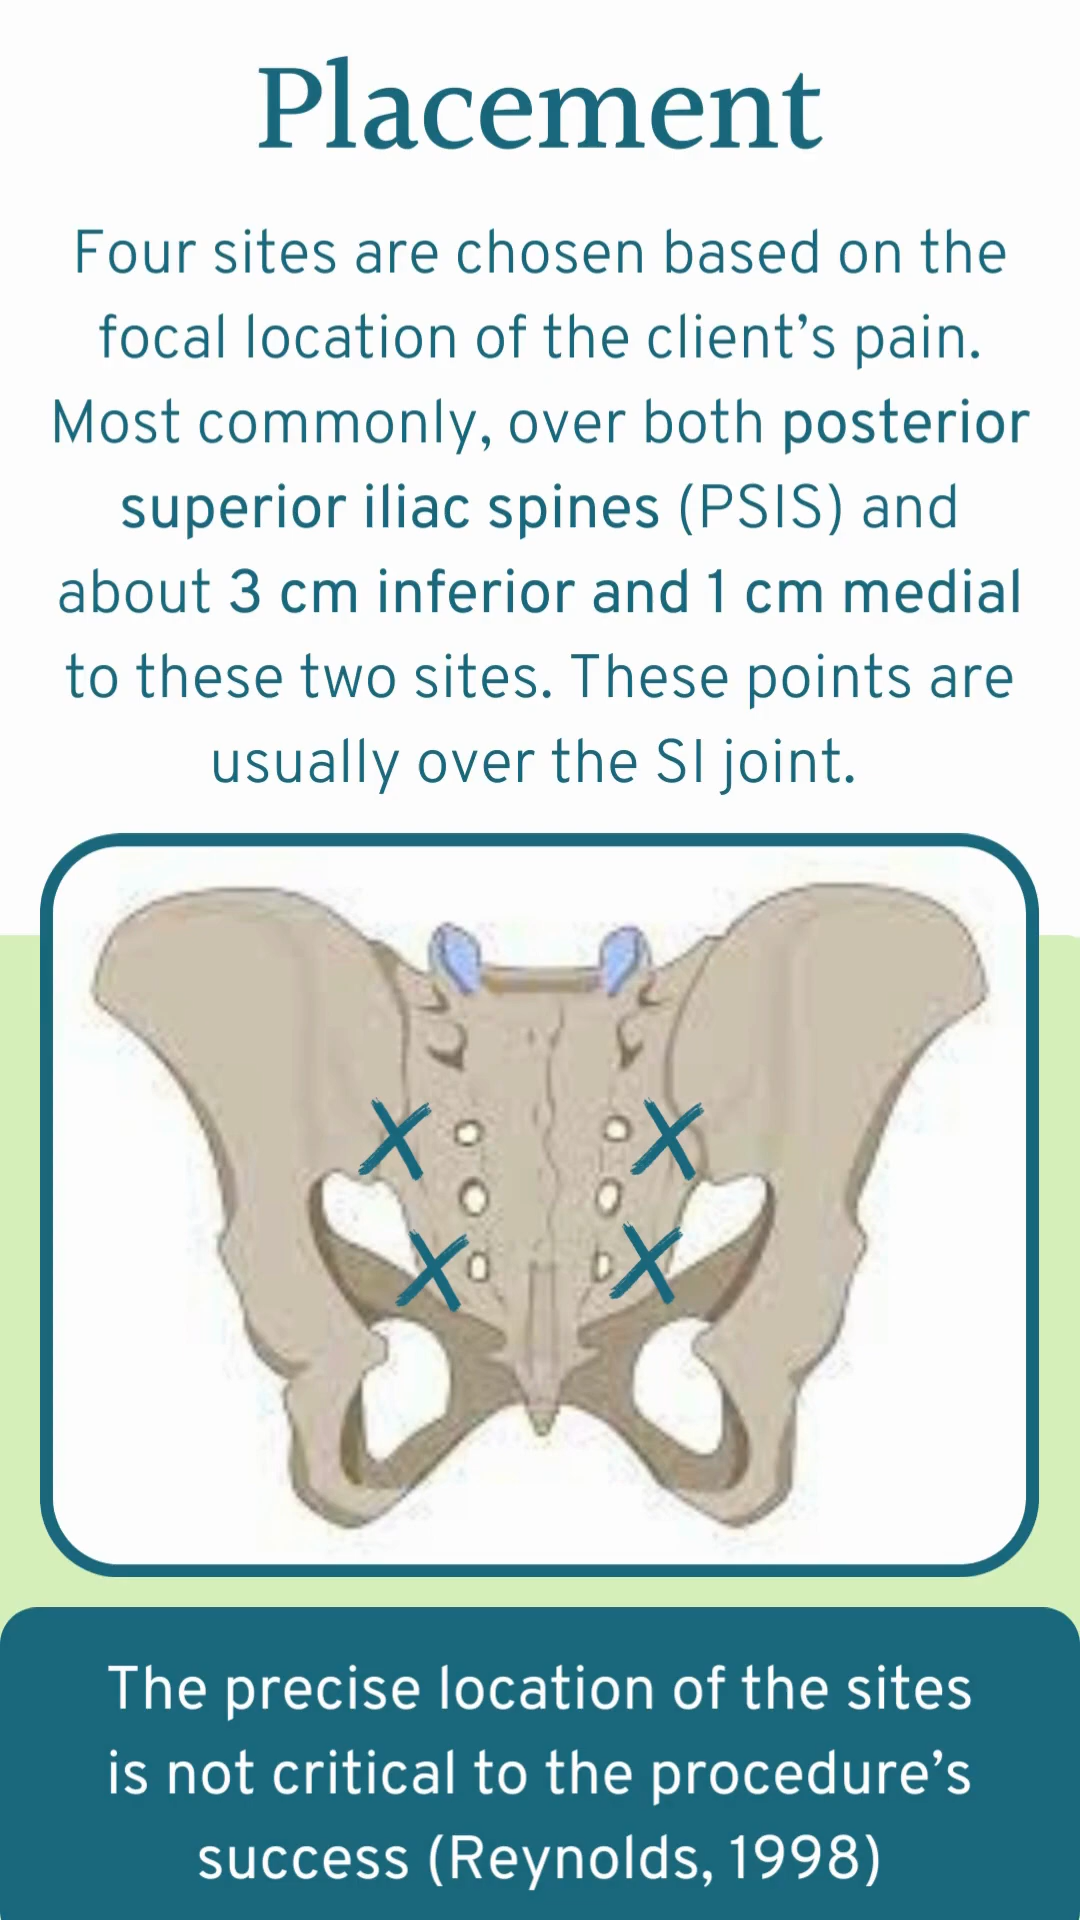 Placement
Four sites are chosen based on the
focal location of the client’s pain.
Most commonly, over both posterior
superior iliac spines (PSIS) and
about 3 cm inferior and 1 cm medial
to these two sites. These points are
usually over the SI joint.
The precise location of the sites
is not critical to the procedure’s
success (Reynolds, 1998)